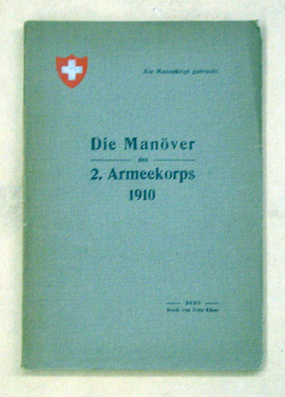 Als Manuskript gedruckt
Die Manöver
des
2. Armeekorps
1910
BERN
Druck von Fritz Käser